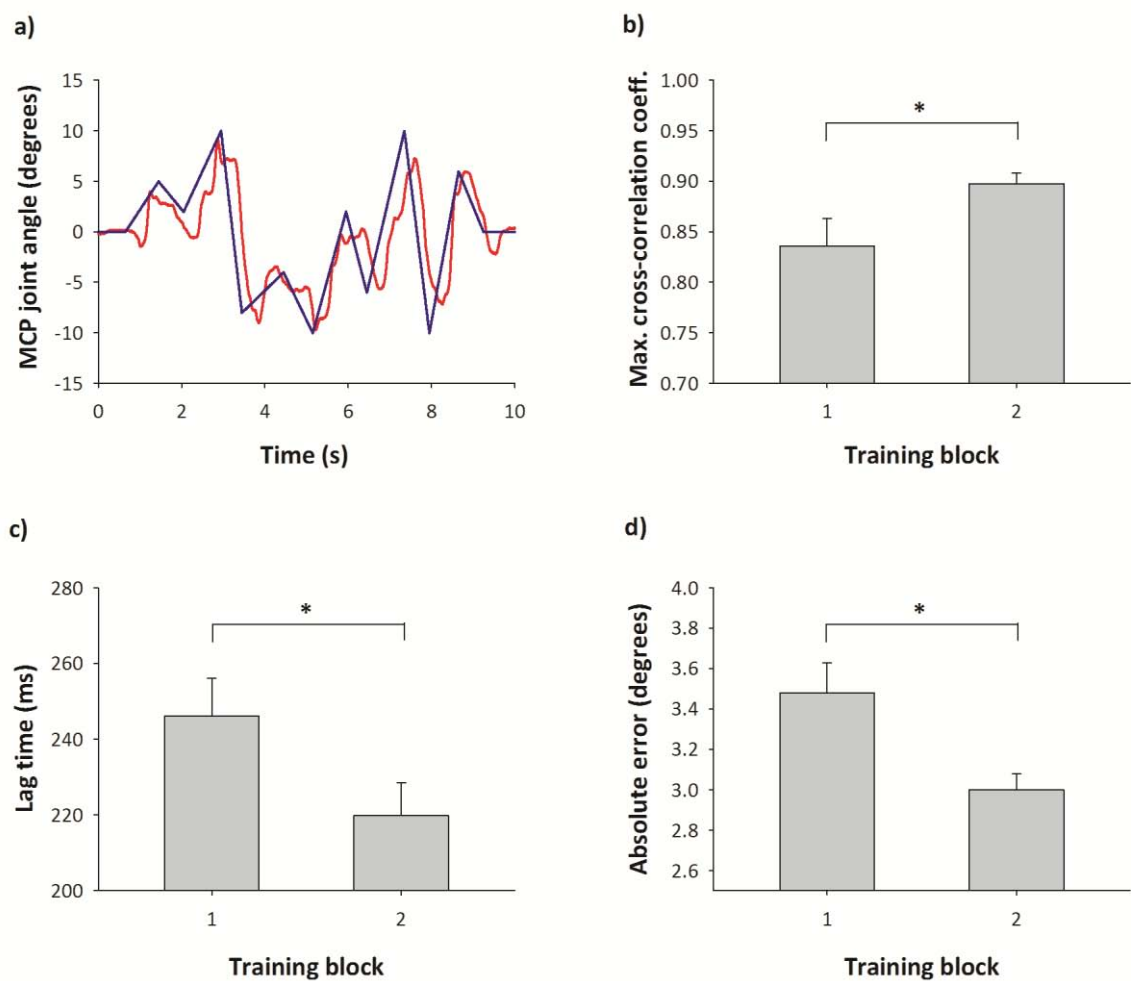 a)
MCP joint angle (degrees)
15
10
5
0
-5
-10
-15
0 2 4 6 8 10
Time (s)
b)
Max. cross-correlation coeff.
1.00
0.95
0.90
0.85
0.80
0.75
0.70
*
1 2
Training block
c)
Lag time (ms)
280
260
240
220
200
*
1 2
Training block
d)
Absolute error (degrees)
4.0
3.8
3.6
3.4
3.2
3.0
2.8
2.6
*
1 2
Training block